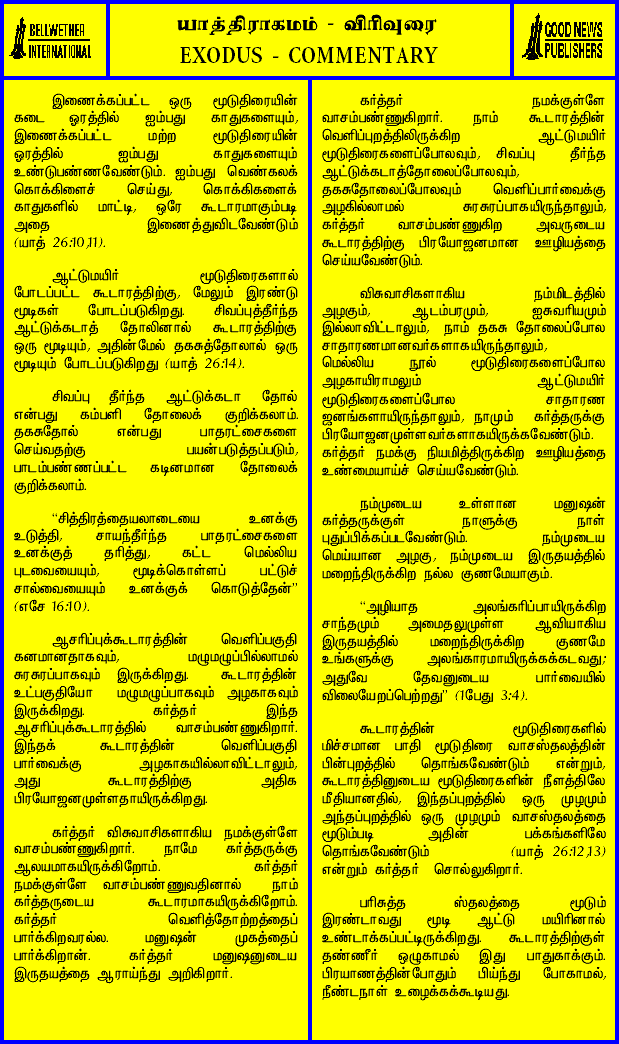 BELLWETHER
INTERNATIONAL
யாத்திராகமம் - விரிவுரை
EXODUS - COMMENTARY
GOOD NEWS
PUBLISHERS
இணைக்கப்பட்ட ஒரு மூடுதிரையின்
கடை ஓரத்தில் ஐம்பது காதுகளையும்,
இணைக்கப்பட்ட மற்ற மூடுதிரையின்
ஓரத்தில் ஐம்பது காதுகளையும்
உண்டுபண்ணவேண்டும். ஐம்பது வெண்கலக்
கொக்கிளைச் செய்து, கொக்கிகளைக்
காதுகளில் மாட்டி, ஒரே கூடாரமாகும்படி
அதை இணைத்துவிடவேண்டும்
(யாத் 26:10,11).
ஆட்டுமயிர் மூடுதிரைகளால்
போடப்பட்ட கூடாரத்திற்கு, மேலும் இரண்டு
மூடிகள் போடப்படுகிறது. சிவப்புத்தீர்ந்த
ஆட்டுக்கடாத் தோலினால் கூடாரத்திற்கு
ஒரு மூடியும், அதின்மேல் தகசுத்தோலால் ஒரு
மூடியும் போடப்படுகிறது (யாத் 26:14).
சிவப்பு தீர்ந்த ஆட்டுக்கடா தோல்
என்பது கம்பளி தோலைக் குறிக்கலாம்.
தகசுதோல் என்பது பாதரட்சைகளை
செய்வதற்கு பயன்படுத்தப்படும்,
பாடம்பண்ணப்பட்ட கடினமான தோலைக்
குறிக்கலாம்.
“சித்திரத்தையலாடையை உனக்கு
உடுத்தி, சாயந்தீர்ந்த பாதரட்சைகளை
உனக்குத் தரித்து, கட்ட மெல்லிய
புடவையையும், மூடிக்கொள்ளப் பட்டுச்
சால்வையையும் உனக்குக் கொடுத்தேன்”
(எசே 16:10).
ஆசரிப்புக்கூடாரத்தின் வெளிப்பகுதி
கனமானதாகவும், மழுமழுப்பில்லாமல்
சுரசுரப்பாகவும் இருக்கிறது. கூடாரத்தின்
உட்பகுதியோ மழுமழுப்பாகவும் அழகாகவும்
இருக்கிறது. கர்த்தர் இந்த
ஆசரிப்புக்கூடாரத்தில் வாசம்பண்ணுகிறார்.
இந்தக் கூடாரத்தின் வெளிப்பகுதி
பார்வைக்கு அழகாகயில்லாவிட்டாலும்,
அது கூடாரத்திற்கு அதிக
பிரயோஜனமுள்ளதாயிருக்கிறது.
கர்த்தர் விசுவாசிகளாகிய நமக்குள்ளே
வாசம்பண்ணுகிறார். நாமே கர்த்தருக்கு
ஆலயமாகயிருக்கிறோம். கர்த்தர்
நமக்குள்ளே வாசம்பண்ணுவதினால் நாம்
கர்த்தருடைய கூடாரமாகயிருக்கிறோம்.
கர்த்தர் வெளித்தோற்றத்தைப்
பார்க்கிறவரல்ல. மனுஷன் முகத்தைப்
பார்க்கிறான். கர்த்தர் மனுஷனுடைய
இருதயத்தை ஆராய்ந்து அறிகிறார்.
கர்த்தர் நமக்குள்ளே
வாசம்பண்ணுகிறார். நாம் கூடாரத்தின்
வெளிப்புறத்திலிருக்கிற ஆட்டுமயிர்
மூடுதிரைகளைப்போலவும், சிவப்பு தீர்ந்த
ஆட்டுக்கடாத்தோலைப்போலவும்,
தகசுதோலைப்போலவும் வெளிப்பார்வைக்கு
அழகில்லாமல் சுரசுரப்பாகயிருந்தாலும்,
கர்த்தர் வாசம்பண்ணுகிற அவருடைய
கூடாரத்திற்கு பிரயோஜனமான ஊழியத்தை
செய்யவேண்டும்.
விசுவாசிகளாகிய நம்மிடத்தில்
அழகும், ஆடம்பரமும், ஐசுவரியமும்
இல்லாவிட்டாலும், நாம் தகசு தோலைப்போல
சாதாரணமானவர்களாகயிருந்தாலும்,
மெல்லிய நூல் மூடுதிரைகளைப்போல
அழகாயிராமலும் ஆட்டுமயிர்
மூடுதிரைகளைப்போல சாதாரண
ஜனங்களாயிருந்தாலும், நாமும் கர்த்தருக்கு
பிரயோஜனமுள்ளவர்களாகயிருக்கவேண்டும்.
கர்த்தர் நமக்கு நியமித்திருக்கிற ஊழியத்தை
உண்மையாய்ச் செய்யவேண்டும்.
நம்முடைய உள்ளான மனுஷன்
கர்த்தருக்குள் நாளுக்கு நாள்
புதுப்பிக்கப்படவேண்டும். நம்முடைய
மெய்யான அழகு, நம்முடைய இருதயத்தில்
மறைந்திருக்கிற நல்ல குணமேயாகும்.
“அழியாத அலங்கரிப்பாயிருக்கிற
சாந்தமும் அமைதலுமுள்ள ஆவியாகிய
இருதயத்தில் மறைந்திருக்கிற குணமே
உங்களுக்கு அலங்காரமாயிருக்கக்கடவது;
அதுவே தேவனுடைய பார்வையில்
விலையேறப்பெற்றது” (1பேது 3:4).
கூடாரத்தின் மூடுதிரைகளில்
மிச்சமான பாதி மூடுதிரை வாசஸ்தலத்தின்
பின்புறத்தில் தொங்கவேண்டும் என்றும்,
கூடாரத்தினுடைய மூடுதிரைகளின் நீளத்திலே
மீதியானதில், இந்தப்புறத்தில் ஒரு முழமும்
அந்தப்புறத்தில் ஒரு முழமும் வாசஸ்தலத்தை
மூடும்படி அதின் பக்கங்களிலே
தொங்கவேண்டும் (யாத் 26:12,13)
என்றும் கர்த்தர் சொல்லுகிறார்.
பரிசுத்த ஸ்தலத்தை மூடும்
இரண்டாவது மூடி ஆட்டு மயிரினால்
உண்டாக்கப்பட்டிருக்கிறது. கூடாரத்திற்குள்
தண்ணீர் ஒழுகாமல் இது பாதுகாக்கும்.
பிரயாணத்தின்போதும் பிய்ந்து போகாமல்,
நீண்டநாள் உழைக்கக்கூடியது.